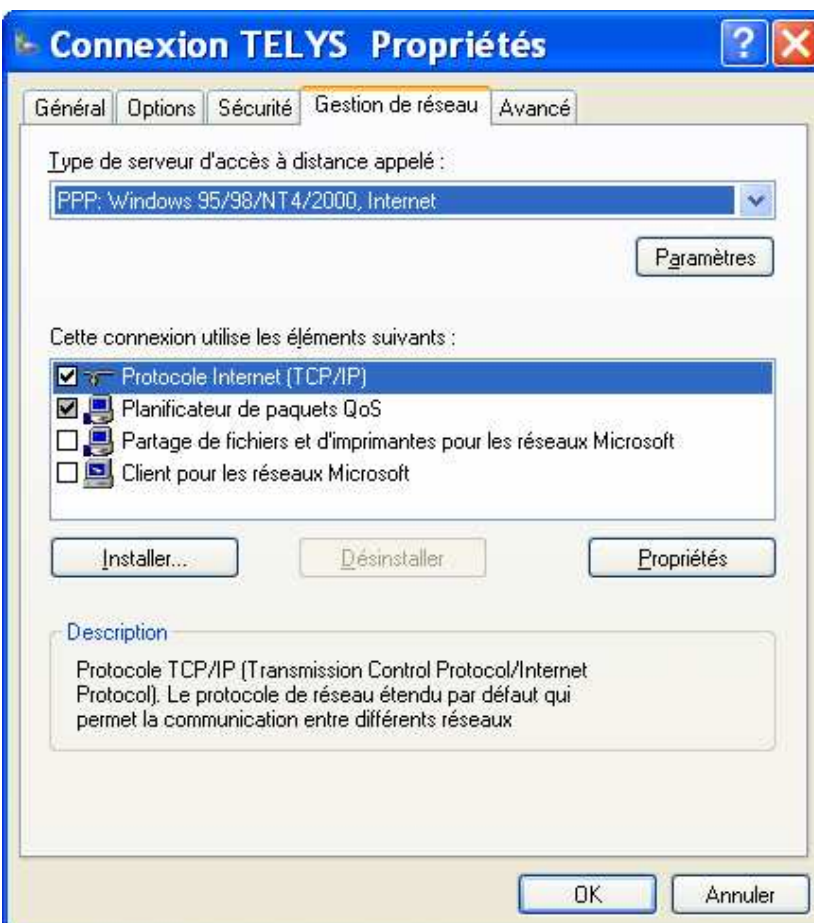 Connexion TELYS Propriétés
Général Options Sécurité Gestion de réseau Avancé
Type de serveur d'accès à distance appelé :
PPP: Windows 95/98/NT4/2000, Internet
Paramètres
Cette connexion utilise les éléments suivants :
Protocole Internet (TCP/IP)
Planificateur de paquets QoS
Partage de fichiers et d'imprimantes pour les réseaux Microsoft
Client pour les réseaux Microsoft
Installer... Désinstaller Propriétés
Description
Protocole TCP/IP (Transmission Control Protocol/Internet
Protocol). Le protocole de réseau étendu par défaut qui
permet la communication entre différents réseaux
OK Annuler